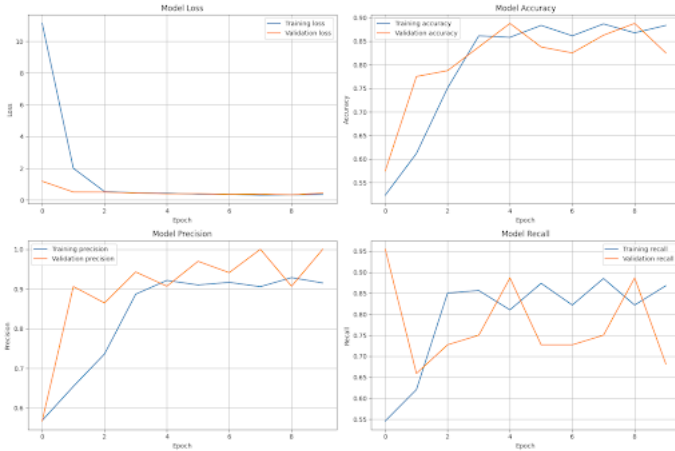 Model Loss
Training loss
Validation loss
10
8
6
4
2
0
Loss
0 2 4 6 8
Epoch
Model Accuracy
Training accuracy
Validation accuracy
0.90
0.85
0.80
0.75
0.70
0.65
0.60
0.55
Accuracy
0 2 4 6 8
Epoch
Model Precision
Training precision
Validation precision
1.0
0.9
0.8
0.7
0.6
Precision
0 2 4 6 8
Epoch
Model Recall
Training recall
Validation recall
0.95
0.90
0.85
0.80
0.75
0.70
0.65
0.60
0.55
Recall
0 2 4 6 8
Epoch